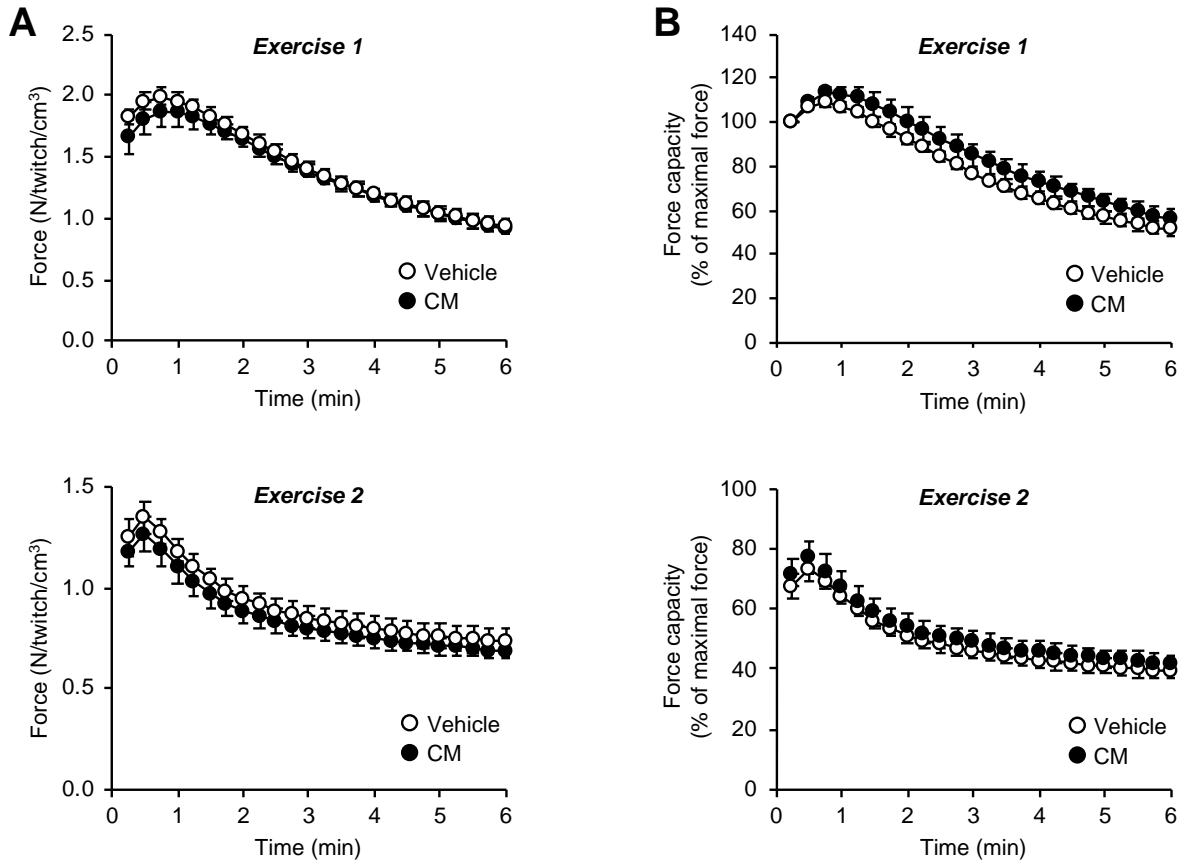 A
Exercise 1
Force (N/twitch/cm³)
2.5
2.0
1.5
1.0
0.5
0.0
Vehicle
CM
0 1 2 3 4 5 6
Time (min)
B
Exercise 1
Force capacity
(% of maximal force)
140
120
100
80
60
40
20
0
Vehicle
CM
0 1 2 3 4 5 6
Time (min)
Exercise 2
Force (N/twitch/cm³)
1.5
1.0
0.5
0.0
Vehicle
CM
0 1 2 3 4 5 6
Time (min)
Exercise 2
Force capacity
(% of maximal force)
100
80
60
40
20
0
Vehicle
CM
0 1 2 3 4 5 6
Time (min)